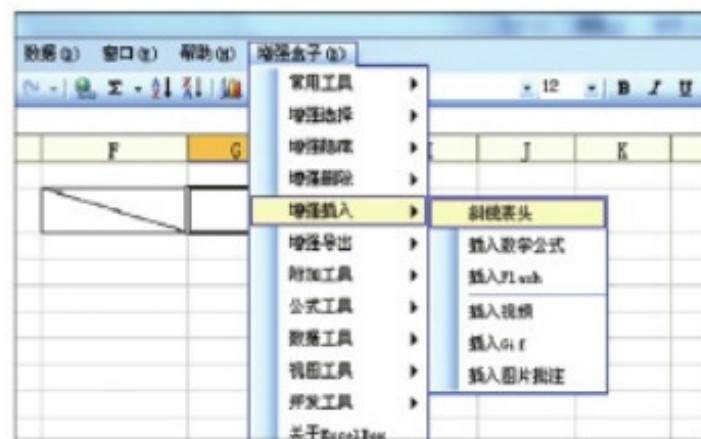 数据(D) 窗口(W) 帮助(H) 增强盒子(Q)
Σ 12 B I U
F G J K
常用工具
增强选择
增强隐藏
增强删除
增强插入
增强导出
附加工具
公式工具
数据工具
视图工具
开发工具
关于ExcelBox
斜线表头
插入数学公式
插入Flash
插入视频
插入Gif
插入图片批注